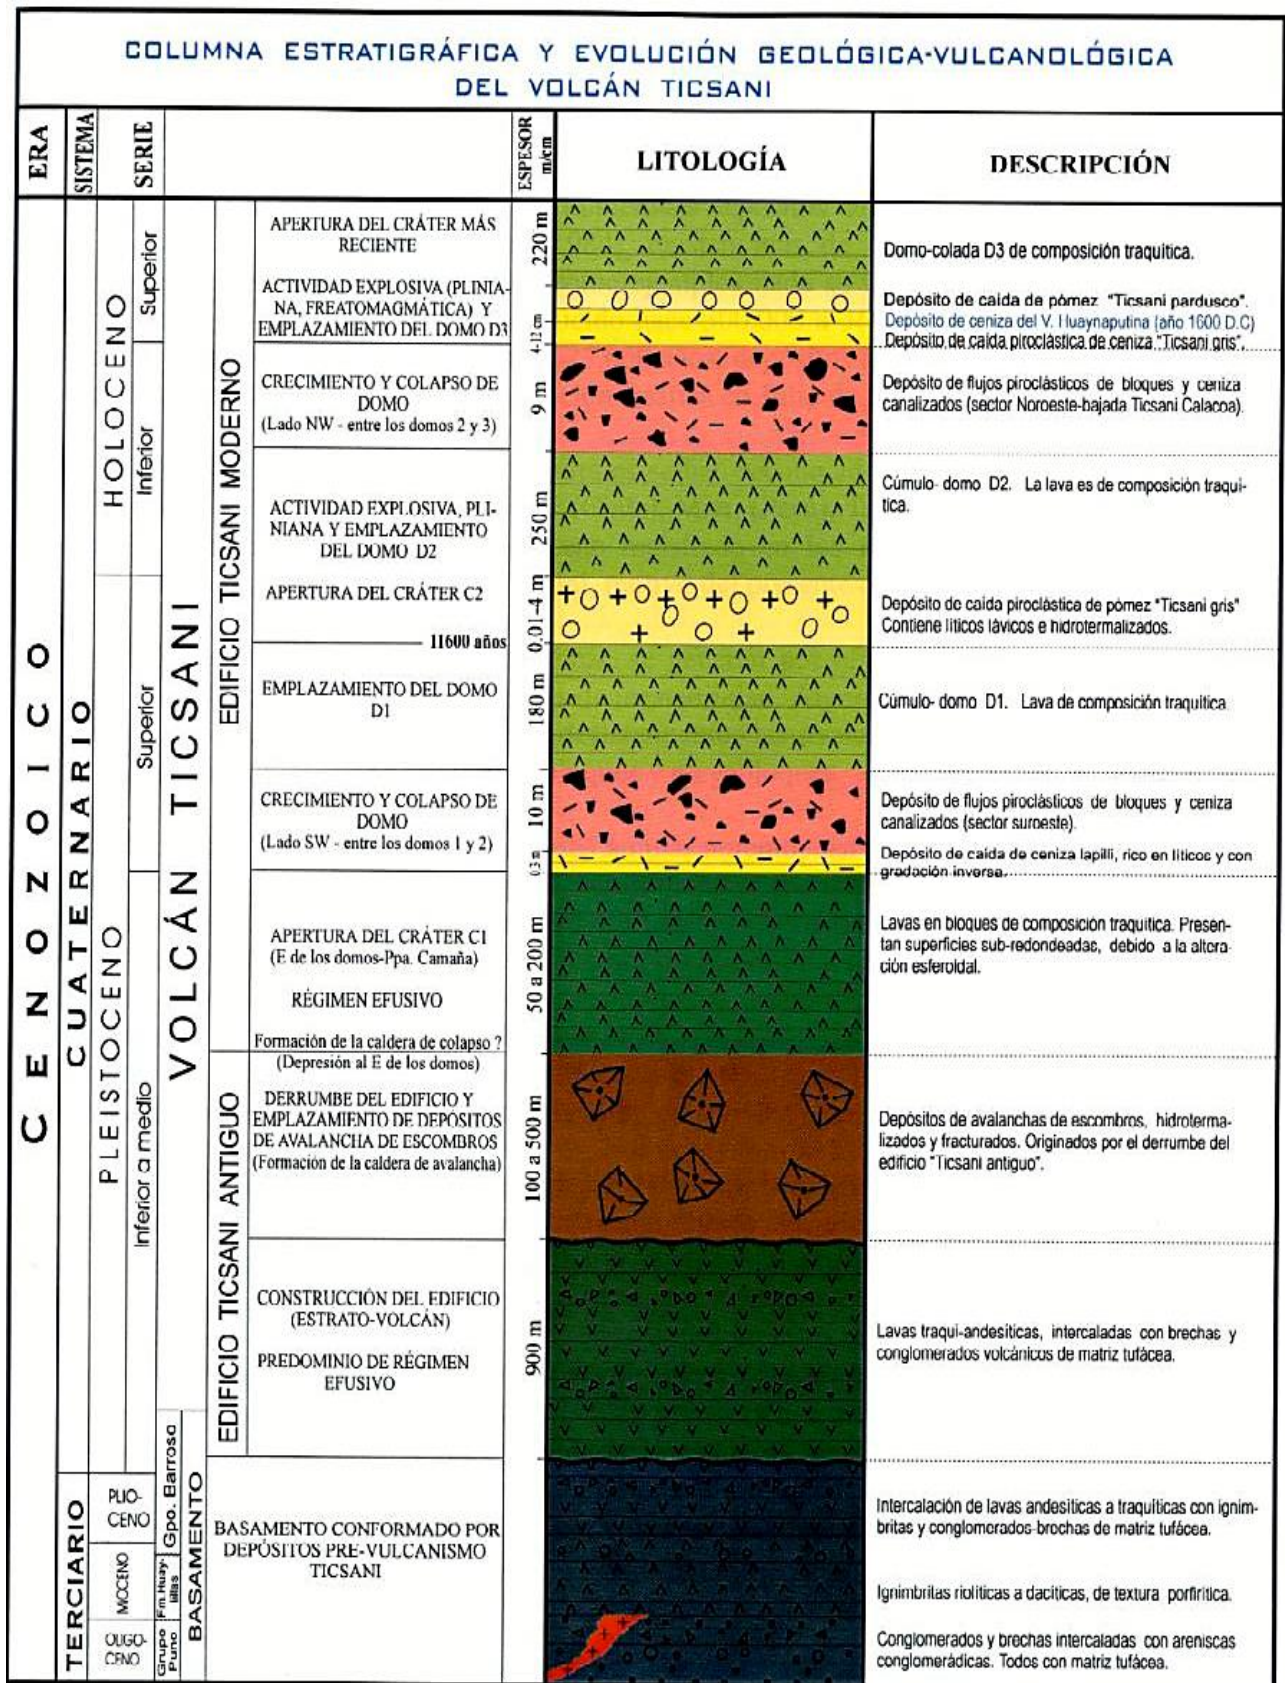 COLUMNA ESTRATIGRÁFICA Y EVOLUCIÓN GEOLÓGICA-VULCANOLÓGICA
DEL VOLCÁN TICSANI
ERA
SISTEMA
SERIE
ESPESOR
m/cm
LITOLOGÍA
DESCRIPCIÓN
CENOZOICO
CUATERNARIO
TERCIARIO
HOLOCENO
PLEISTOCENO
PLIO-
CENO
MIOCENO
OLIGO-
CENO
Superior
Inferior
Superior
Inferior a medio
VOLCÁN TICSANI
Gpo. Barroso
Fm. Huay-
lillas
Grupo
Puno
BASAMENTO
EDIFICIO TICSANI MODERNO
EDIFICIO TICSANI ANTIGUO
APERTURA DEL CRÁTER MÁS
RECIENTE
ACTIVIDAD EXPLOSIVA (PLINIA-
NA, FREATOMAGMÁTICA) Y
EMPLAZAMIENTO DEL DOMO D3
CRECIMIENTO Y COLAPSO DE
DOMO
(Lado NW - entre los domos 2 y 3)
ACTIVIDAD EXPLOSIVA, PLI-
NIANA Y EMPLAZAMIENTO
DEL DOMO D2
APERTURA DEL CRÁTER C2
11600 años
EMPLAZAMIENTO DEL DOMO
D1
CRECIMIENTO Y COLAPSO DE
DOMO
(Lado SW - entre los domos 1 y 2)
APERTURA DEL CRÁTER C1
(E de los domos-Ppa. Camaña)
RÉGIMEN EFUSIVO
Formación de la caldera de colapso ?
(Depresión al E de los domos)
DERRUMBE DEL EDIFICIO Y
EMPLAZAMIENTO DE DEPÓSITOS
DE AVALANCHA DE ESCOMBROS
(Formación de la caldera de avalancha)
CONSTRUCCIÓN DEL EDIFICIO
(ESTRATO-VOLCÁN)
PREDOMINIO DE RÉGIMEN
EFUSIVO
BASAMENTO CONFORMADO POR
DEPÓSITOS PRE-VULCANISMO
TICSANI
220 m
4-12 cm
9 m
250 m
0,01-4 m
180 m
10 m
50 a 200 m
100 a 500 m
900 m
Domo-colada D3 de composición traquítica.
Depósito de caída de pómez "Ticsani pardusco".
Depósito de ceniza del V. Huaynaputina (año 1600 D.C)
Depósito de caída piroclástica de ceniza "Ticsani gris".
Depósito de flujos piroclásticos de bloques y ceniza
canalizados (sector Noroeste-bajada Ticsani Calacoa).
Cúmulo- domo D2. La lava es de composición traquí-
tica.
Depósito de caída piroclástica de pómez "Ticsani gris"
Contiene líticos lávicos e hidrotermalizados.
Cúmulo- domo D1. Lava de composición traquítica
Depósito de flujos piroclásticos de bloques y ceniza
canalizados (sector suroeste).
Depósito de caída de ceniza lapilli, rico en líticos y con
gradación inversa.
Lavas en bloques de composición traquítica. Presen-
tan superficies sub-redondeadas, debido a la altera-
ción esferoidal.
Depósitos de avalanchas de escombros, hidroterma-
lizados y fracturados. Originados por el derrumbe del
edificio "Ticsani antiguo".
Lavas traqui-andesíticas, intercaladas con brechas y
conglomerados volcánicos de matriz tufácea.
Intercalación de lavas andesíticas a traquíticas con ignim-
britas y conglomerados-brechas de matriz tufácea.
Ignimbritas riolíticas a dacíticas, de textura porfirítica.
Conglomerados y brechas intercaladas con areniscas
conglomerádicas. Todos con matriz tufácea.